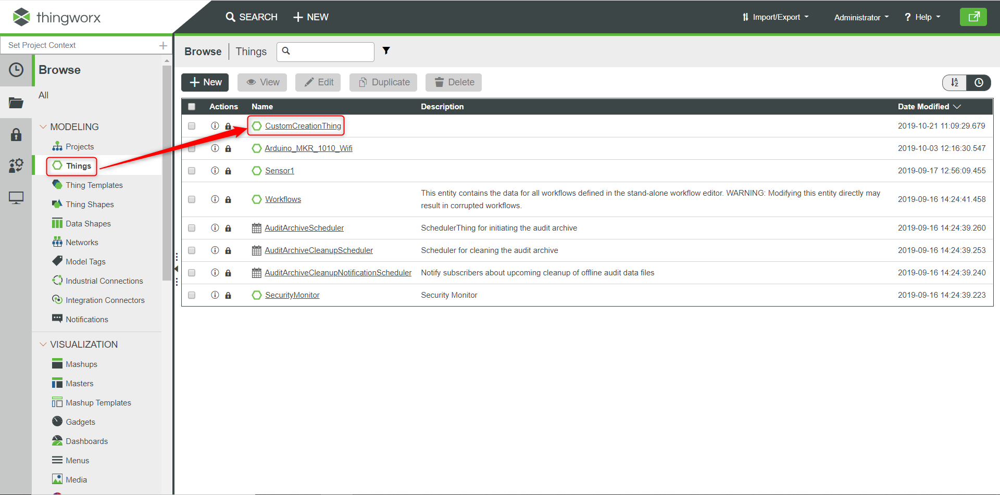 thingworx
SEARCH
NEW
Import/Export
Administrator
? Help
Set Project Context
Browse
All
MODELING
Projects
Things
Thing Templates
Thing Shapes
Data Shapes
Networks
Model Tags
Industrial Connections
Integration Connectors
Notifications
VISUALIZATION
Mashups
Masters
Mashup Templates
Gadgets
Dashboards
Menus
Media
Browse Things
New View Edit Duplicate Delete
Actions Name Description Date Modified
CustomCreationThing 2019-10-21 11:09:29.679
Arduino_MKR_1010_Wifi 2019-10-03 12:16:30.547
Sensor1 2019-09-17 12:56:09.455
Workflows This entity contains the data for all workflows defined in the stand-alone workflow editor. WARNING: Modifying this entity directly may 2019-09-16 14:24:41.458
result in corrupted workflows.
AuditArchiveScheduler SchedulerThing for initiating the audit archive 2019-09-16 14:24:39.260
AuditArchiveCleanupScheduler Scheduler for cleaning the audit archive 2019-09-16 14:24:39.253
AuditArchiveCleanupNotificationScheduler Notify subscribers about upcoming cleanup of offline audit data files 2019-09-16 14:24:39.240
SecurityMonitor Security Monitor 2019-09-16 14:24:39.223